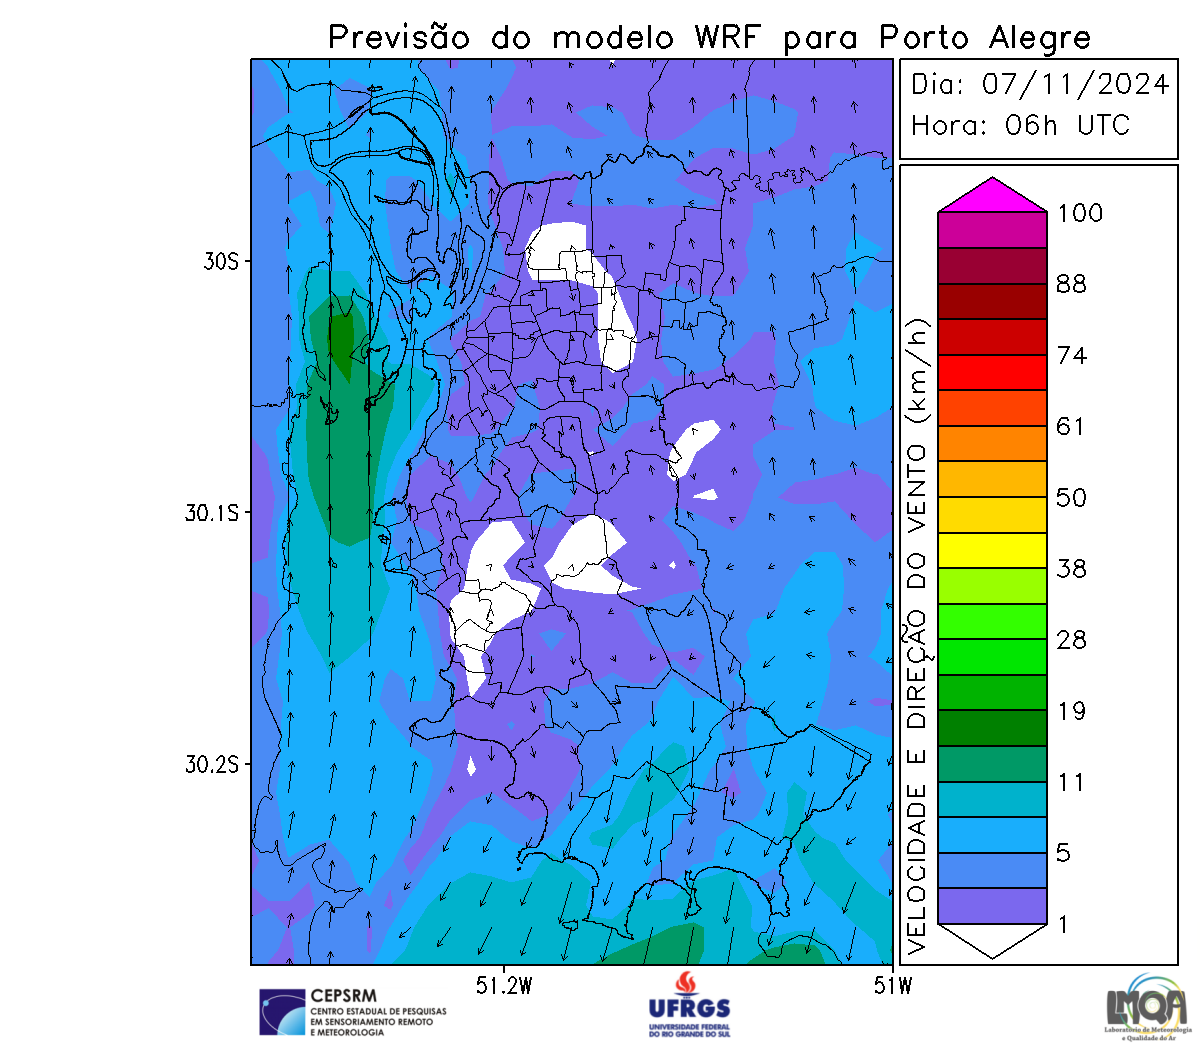 Previsão do modelo WRF para Porto Alegre
Dia: 07/11/2024
Hora: 06h UTC
30S
30.1S
30.2S
51.2W
51W
VELOCIDADE E DIREÇÃO DO VENTO (km/h)
100
88
74
61
50
38
28
19
11
5
1
CEPSRM
CENTRO ESTADUAL DE PESQUISAS
EM SENSORIAMENTO REMOTO
E METEOROLOGIA
UFRGS
UNIVERSIDADE FEDERAL
DO RIO GRANDE DO SUL
LMQA
Laboratório de Meteorologia
e Qualidade do Ar